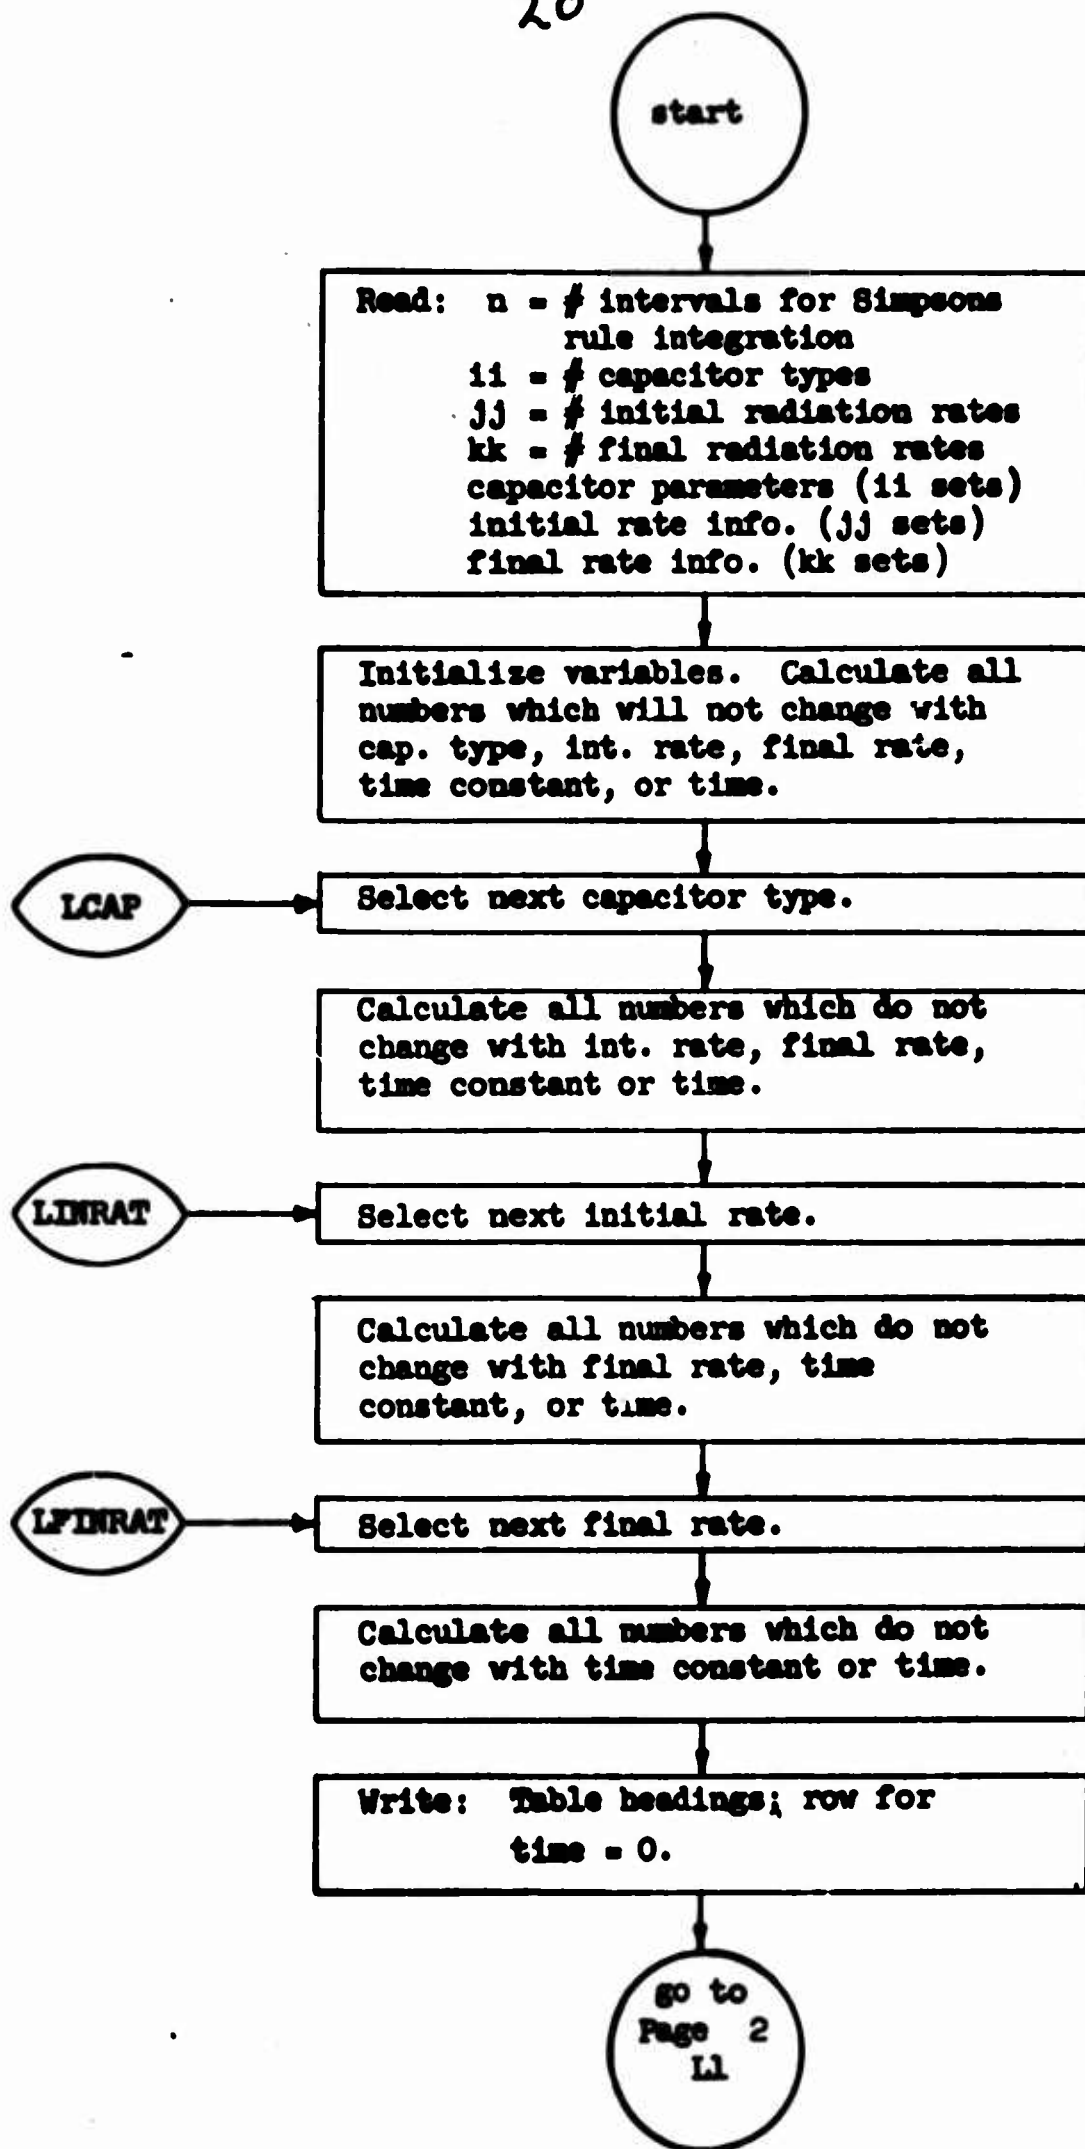 20
start
Read: n = # intervals for Simpsons
rule integration
ii = # capacitor types
jj = # initial radiation rates
kk = # final radiation rates
capacitor parameters (ii sets)
initial rate info. (jj sets)
final rate info. (kk sets)
Initialize variables. Calculate all
numbers which will not change with
cap. type, int. rate, final rate,
time constant, or time.
LCAP
Select next capacitor type.
Calculate all numbers which do not
change with int. rate, final rate,
time constant or time.
LINRAT
Select next initial rate.
Calculate all numbers which do not
change with final rate, time
constant, or time.
LFINRAT
Select next final rate.
Calculate all numbers which do not
change with time constant or time.
Write: Table headings; row for
time = 0.
go to
Page 2
L1